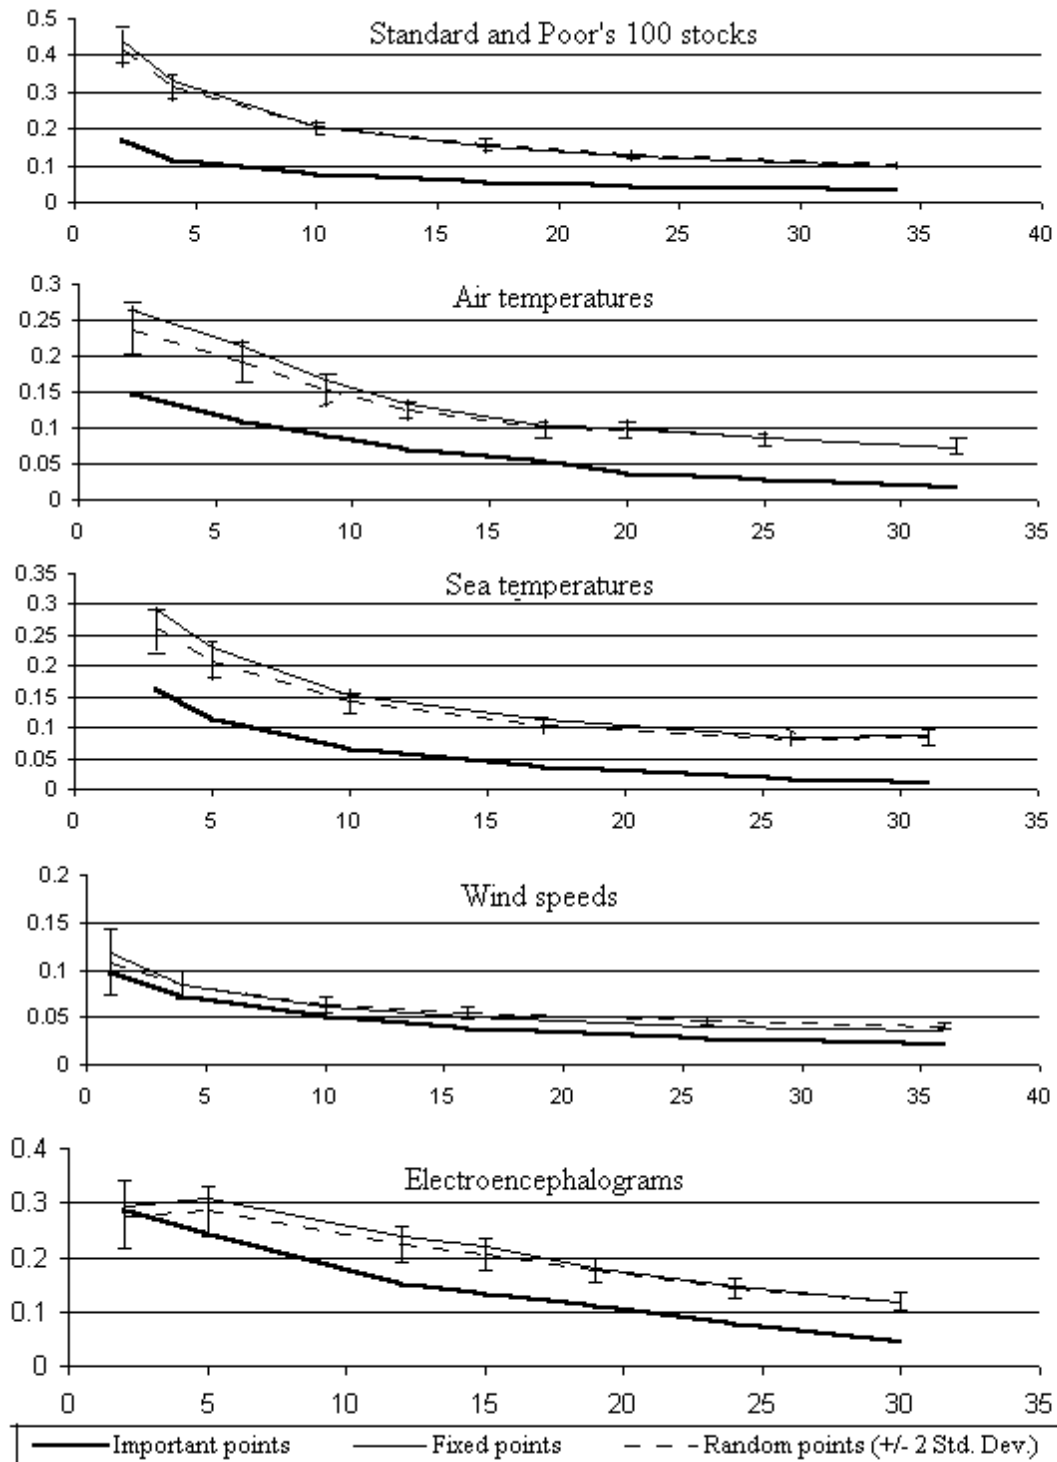 Standard and Poor's 100 stocks
0.5
0.4
0.3
0.2
0.1
0
0 5 10 15 20 25 30 35 40
Air temperatures
0.3
0.25
0.2
0.15
0.1
0.05
0
0 5 10 15 20 25 30 35
Sea temperatures
0.35
0.3
0.25
0.2
0.15
0.1
0.05
0
0 5 10 15 20 25 30 35
Wind speeds
0.2
0.15
0.1
0.05
0
0 5 10 15 20 25 30 35 40
Electroencephalograms
0.4
0.3
0.2
0.1
0
0 5 10 15 20 25 30 35
Important points Fixed points Random points (+/- 2 Std. Dev.)